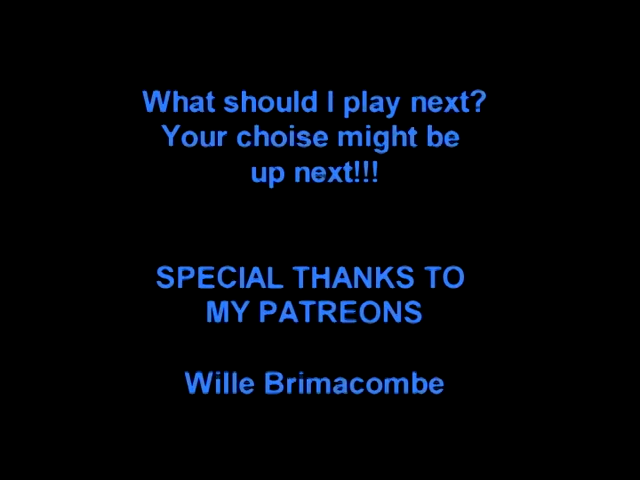 What should I play next?
Your choise might be
up next!!!
SPECIAL THANKS TO
MY PATREONS
Wille Brimacombe